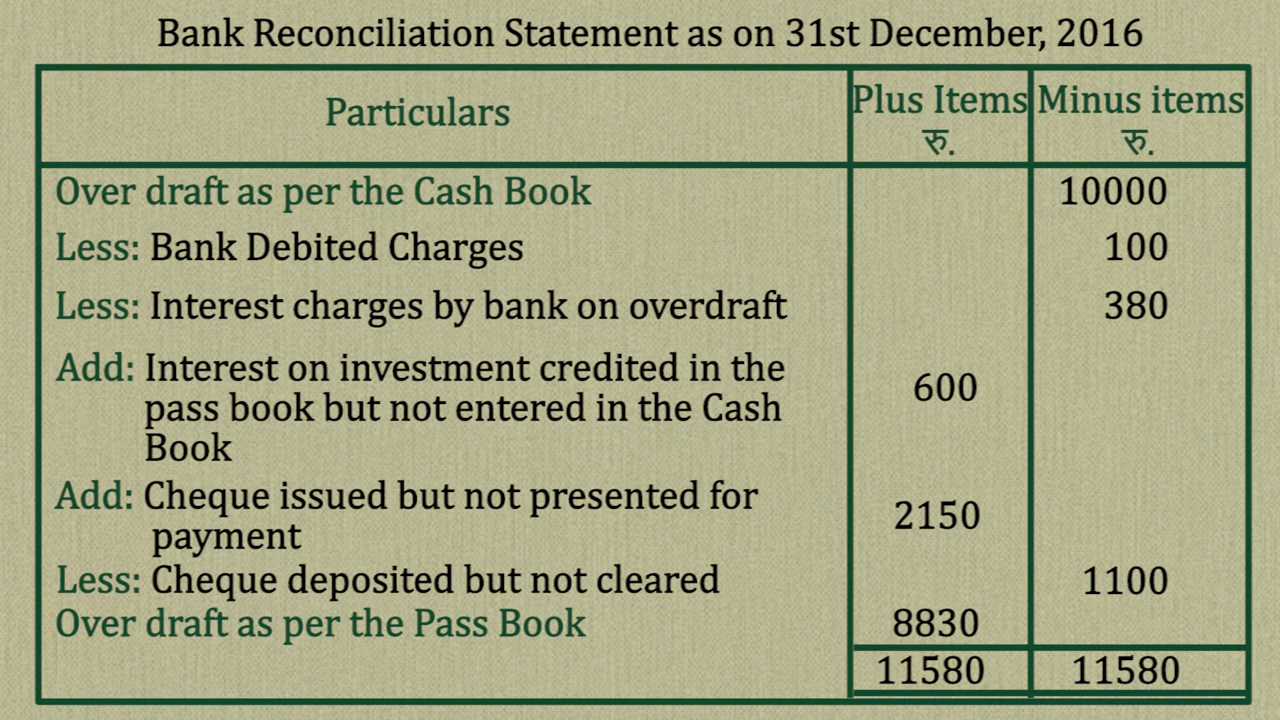 Bank Reconciliation Statement as on 31st December, 2016
Particulars
Plus Items
रु.
Minus items
रु.
Over draft as per the Cash Book 10000
Less: Bank Debited Charges 100
Less: Interest charges by bank on overdraft 380
Add: Interest on investment credited in the
pass book but not entered in the Cash 600
Book
Add: Cheque issued but not presented for
payment 2150
Less: Cheque deposited but not cleared 1100
Over draft as per the Pass Book 8830
11580 11580